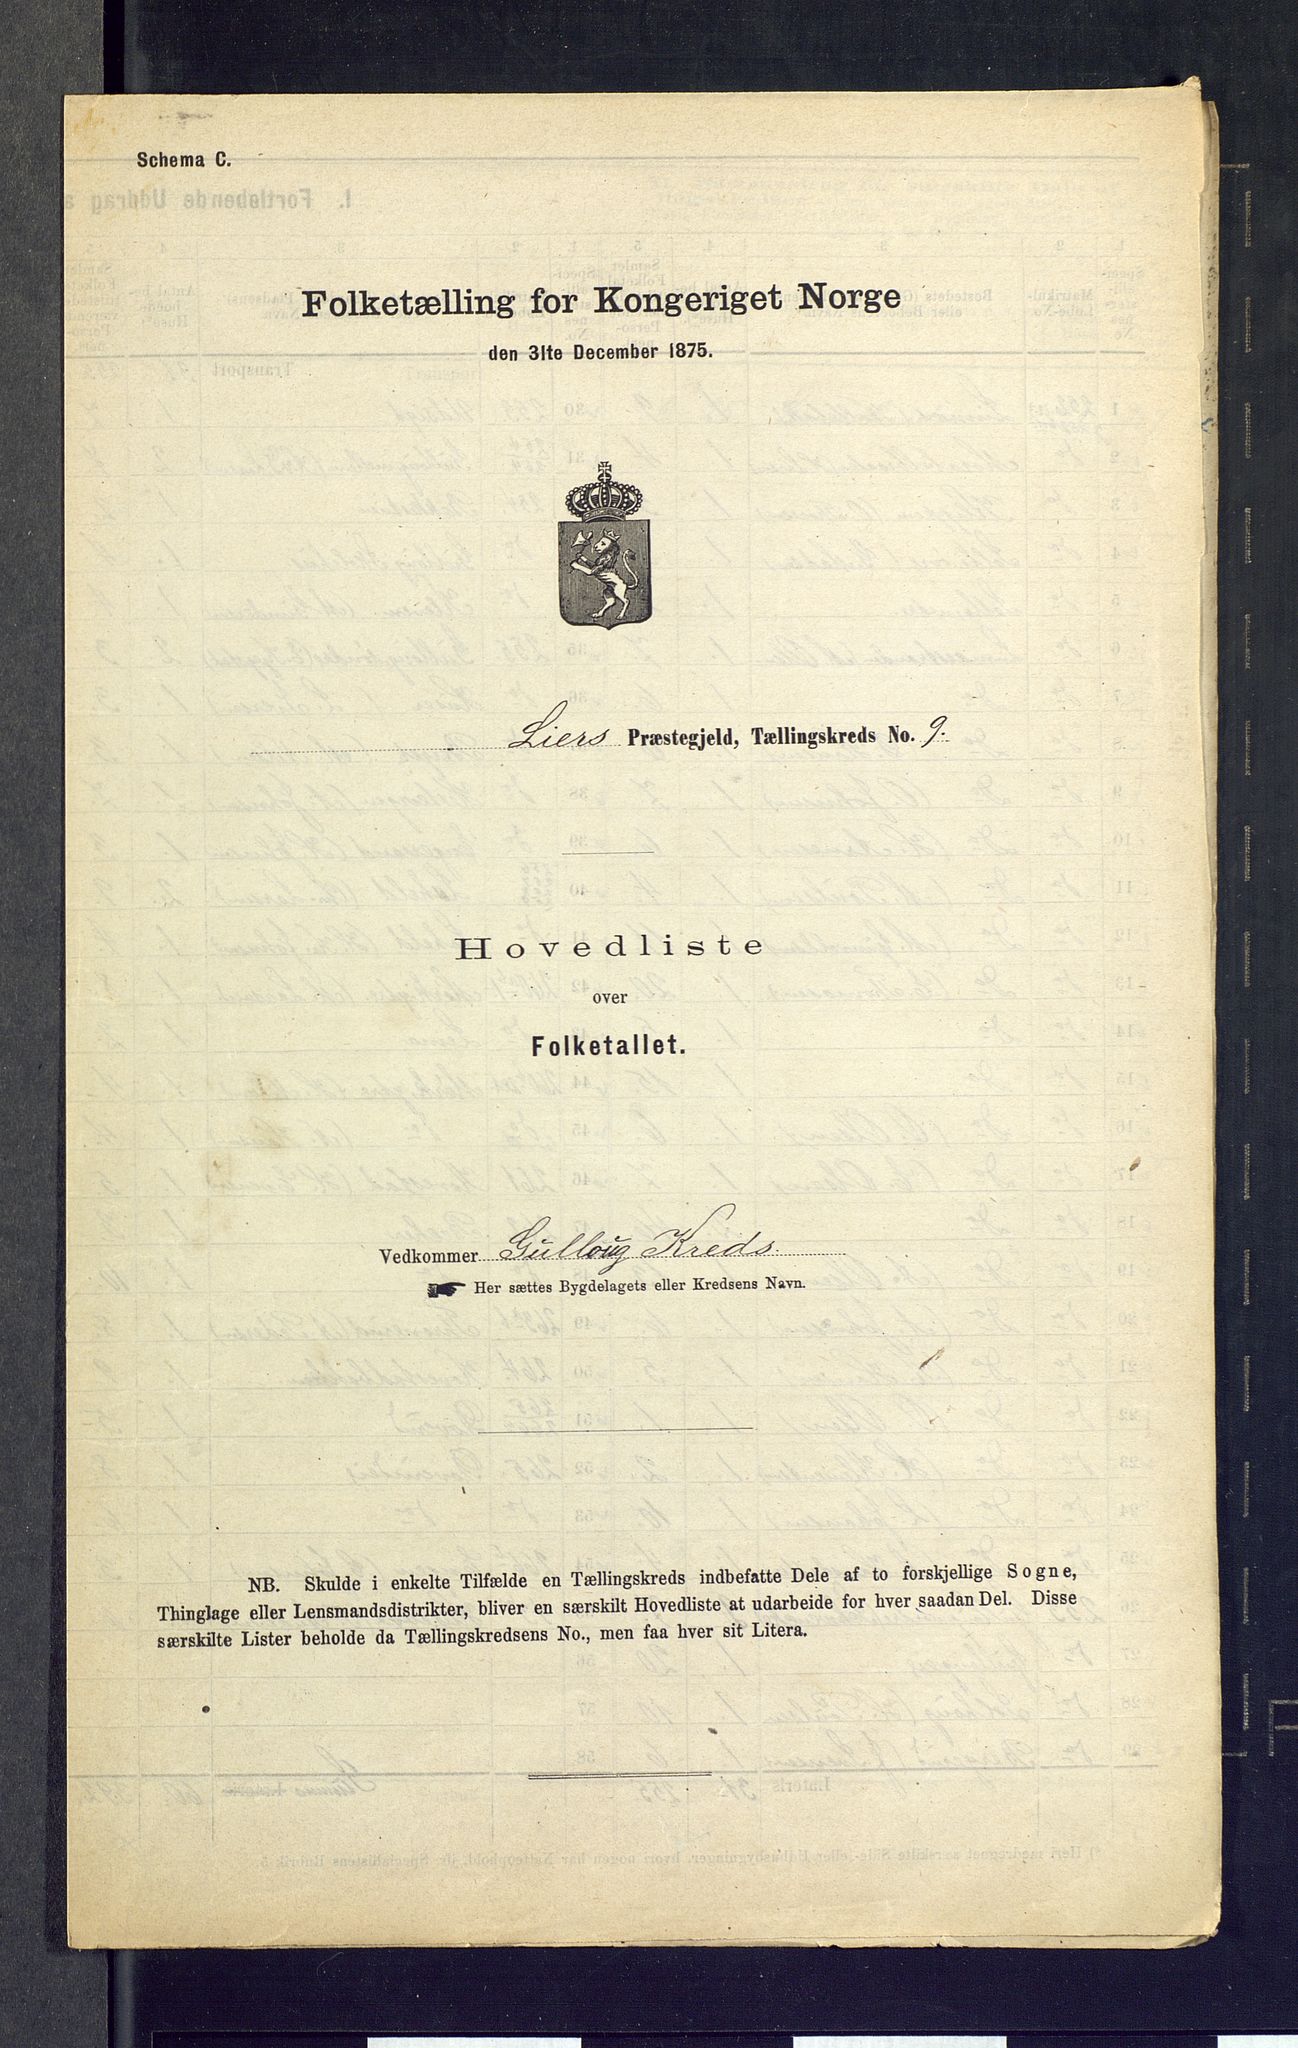 Schema C.
Folketælling for Kongeriget Norge
den 31te December 1875.
Liers Præstegjeld, Tællingskreds No. 9.
Hovedliste
over
Folketallet.
Vedkommer Gulloug Kreds.
Her sættes Bygdelagets eller Kredsens Navn.
NB. Skulde i enkelte Tilfælde en Tællingskreds indbefatte Dele af to forskjellige Sogne,
Thinglage eller Lensmandsdistrikter, bliver en særskilt Hovedliste at udarbeide for hver saadan Del. Disse
særskilte Lister beholde da Tællingskredsens No., men faa hver sit Litera.